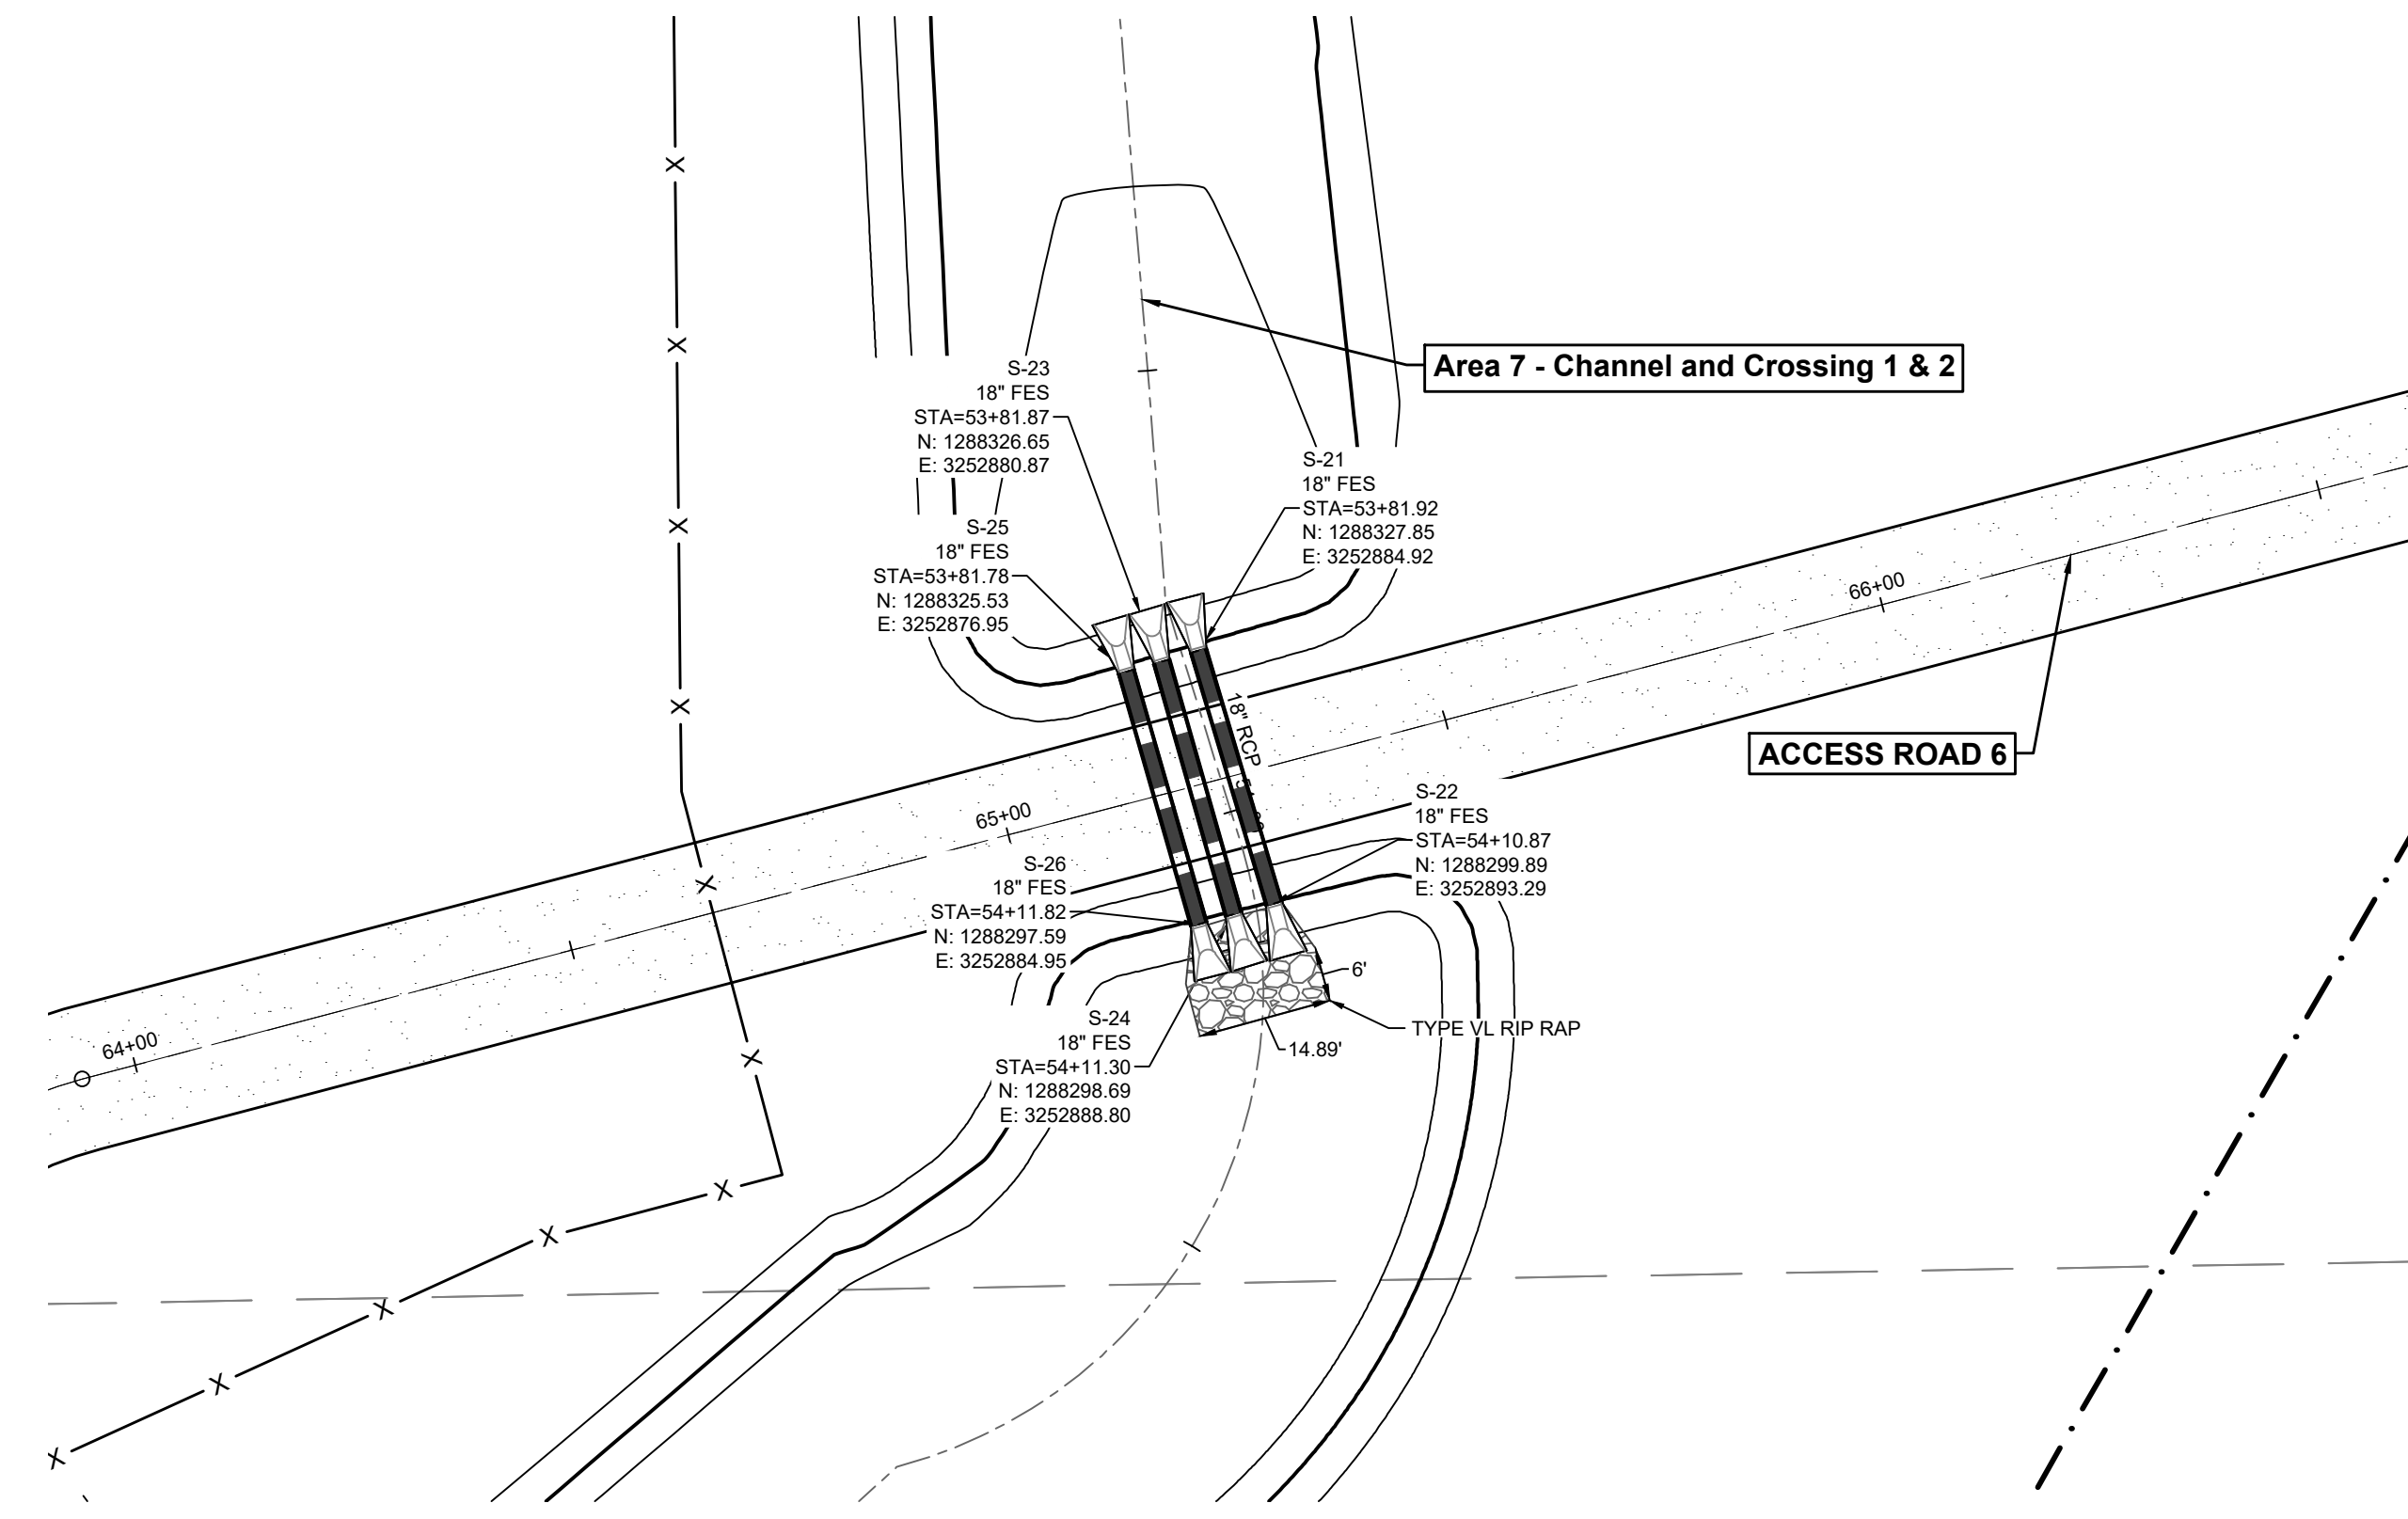 Area 7 - Channel and Crossing 1 & 2
S-23
18" FES
STA=53+81.87
N: 1288326.65
E: 3252880.87
S-21
18" FES
STA=53+81.92
N: 1288327.85
E: 3252884.92
S-25
18" FES
STA=53+81.78
N: 1288325.53
E: 3252876.95
66+00
18" RCP
ACCESS ROAD 6
65+00
S-22
18" FES
STA=54+10.87
N: 1288299.89
E: 3252893.29
S-26
18" FES
STA=54+11.82
N: 1288297.59
E: 3252884.95
6'
S-24
18" FES
STA=54+11.30
N: 1288298.69
E: 3252888.80
TYPE VL RIP RAP
14.89'
64+00
X
X
X
X
X
X
X
X
X
X
X